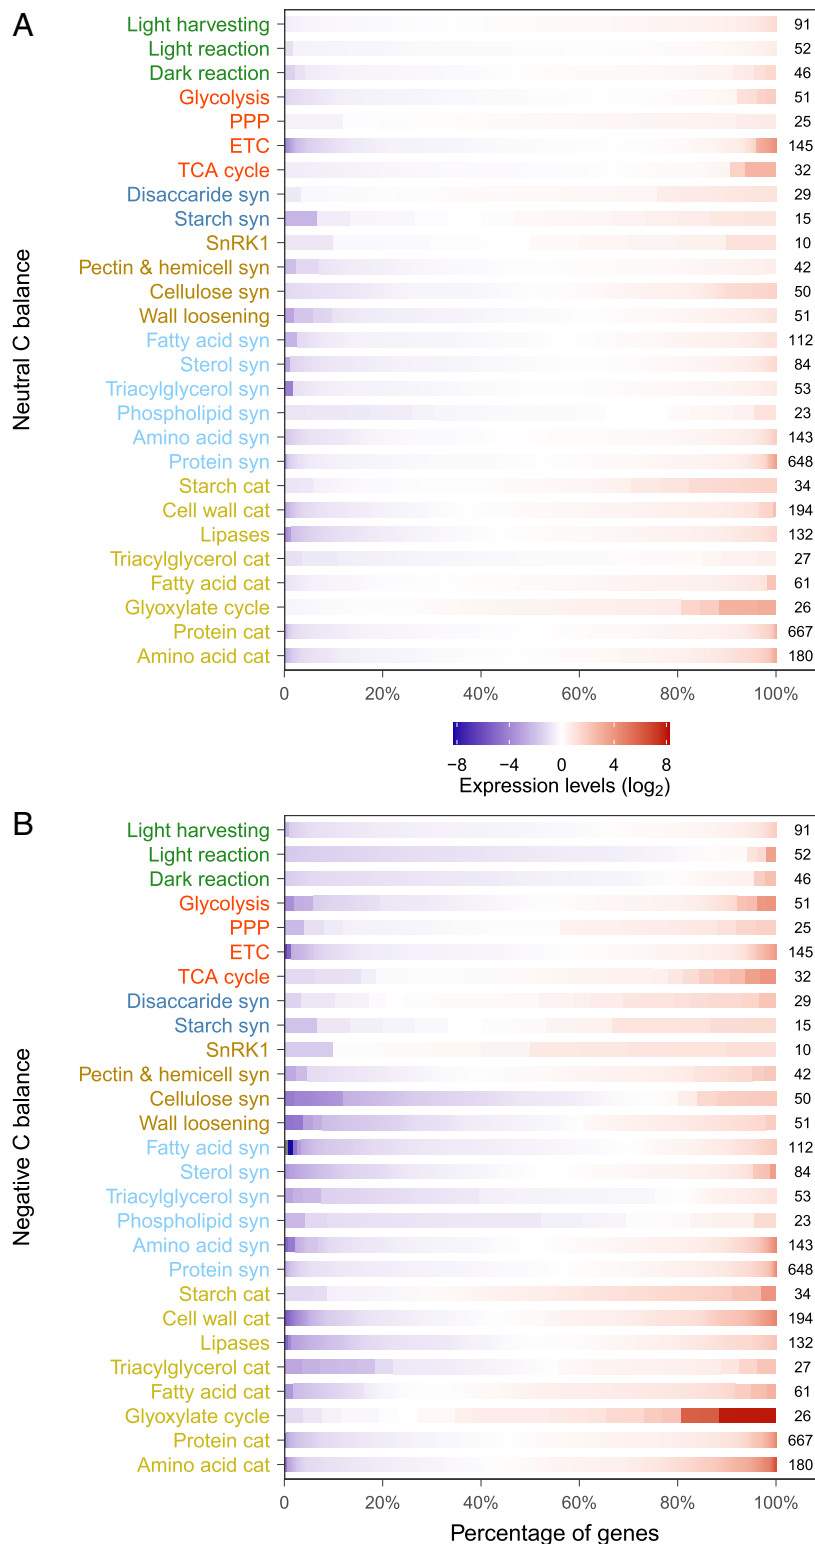 A
Neutral C balance
Light harvesting 91
Light reaction 52
Dark reaction 46
Glycolysis 51
PPP 25
ETC 145
TCA cycle 32
Disaccaride syn 29
Starch syn 15
SnRK1 10
Pectin & hemicell syn 42
Cellulose syn 50
Wall loosening 51
Fatty acid syn 112
Sterol syn 84
Triacylglycerol syn 53
Phospholipid syn 23
Amino acid syn 143
Protein syn 648
Starch cat 34
Cell wall cat 194
Lipases 132
Triacylglycerol cat 27
Fatty acid cat 61
Glyoxylate cycle 26
Protein cat 667
Amino acid cat 180
0 20% 40% 60% 80% 100%
−8 −4 0 4 8
Expression levels (log2)
B
Negative C balance
Light harvesting 91
Light reaction 52
Dark reaction 46
Glycolysis 51
PPP 25
ETC 145
TCA cycle 32
Disaccaride syn 29
Starch syn 15
SnRK1 10
Pectin & hemicell syn 42
Cellulose syn 50
Wall loosening 51
Fatty acid syn 112
Sterol syn 84
Triacylglycerol syn 53
Phospholipid syn 23
Amino acid syn 143
Protein syn 648
Starch cat 34
Cell wall cat 194
Lipases 132
Triacylglycerol cat 27
Fatty acid cat 61
Glyoxylate cycle 26
Protein cat 667
Amino acid cat 180
0 20% 40% 60% 80% 100%
Percentage of genes